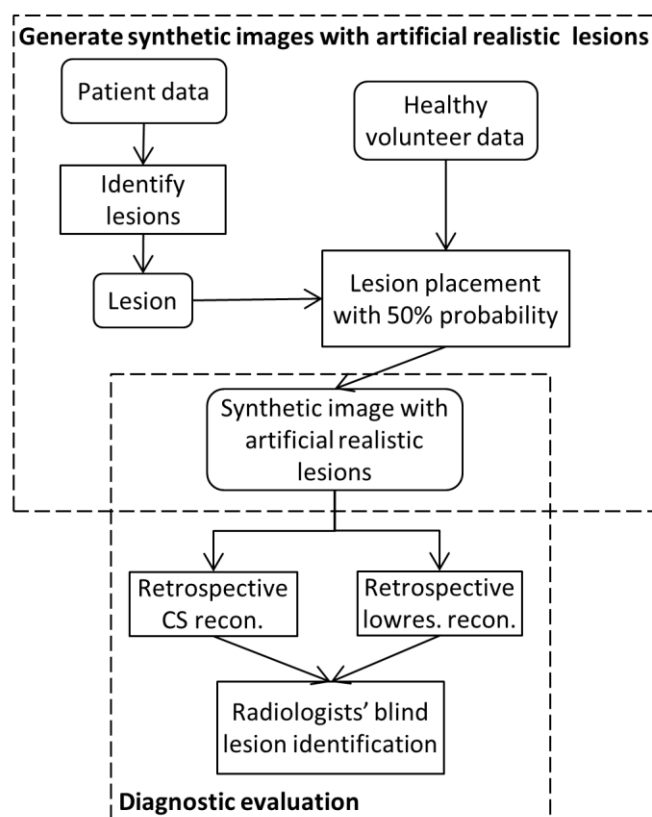 Generate synthetic images with artificial realistic lesions
Patient data
Healthy
volunteer data
Identify
lesions
Lesion
Lesion placement
with 50% probability
Synthetic image with
artificial realistic
lesions
Retrospective
CS recon.
Retrospective
lowres. recon.
Radiologists’ blind
lesion identification
Diagnostic evaluation